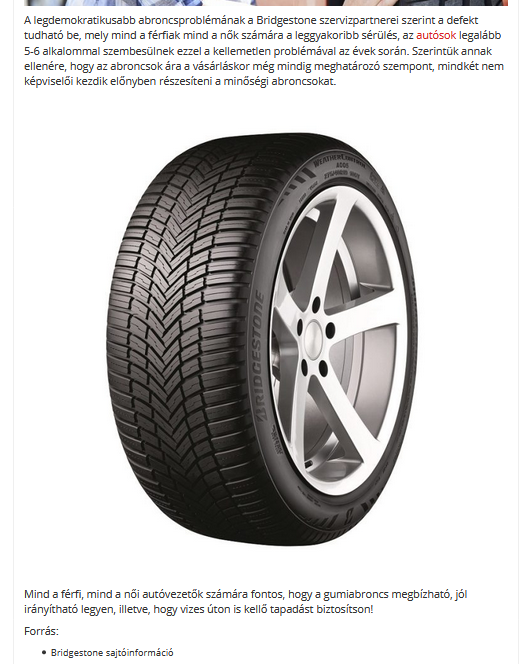 A legdemokratikusabb abroncsproblémának a Bridgestone szervizpartnerei szerint a defekt
tudható be, mely mind a férfiak mind a nők számára a leggyakoribb sérülés, az autósok legalább
5-6 alkalommal szembesülnek ezzel a kellemetlen problémával az évek során. Szerintük annak
ellenére, hogy az abroncsok ára a vásárláskor még mindig meghatározó szempont, mindkét nem
képviselői kezdik előnyben részesíteni a minőségi abroncsokat.
WEATHER CONTROL
A005
BRIDGESTONE
Mind a férfi, mind a női autóvezetők számára fontos, hogy a gumiabroncs megbízható, jól
irányítható legyen, illetve, hogy vizes úton is kellő tapadást biztosítson!
Forrás:
Bridgestone sajtóinformáció